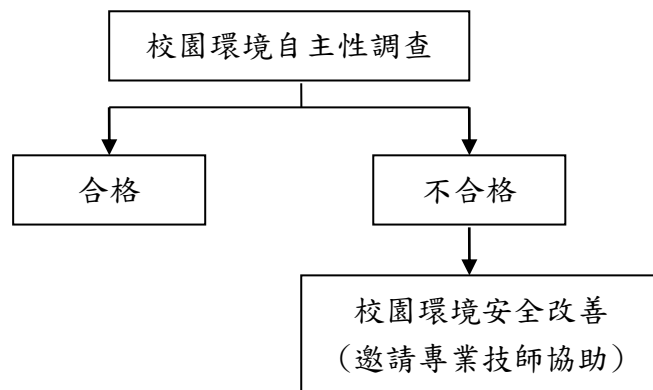 校園環境自主性調查
合格
不合格
校園環境安全改善
（邀請專業技師協助）